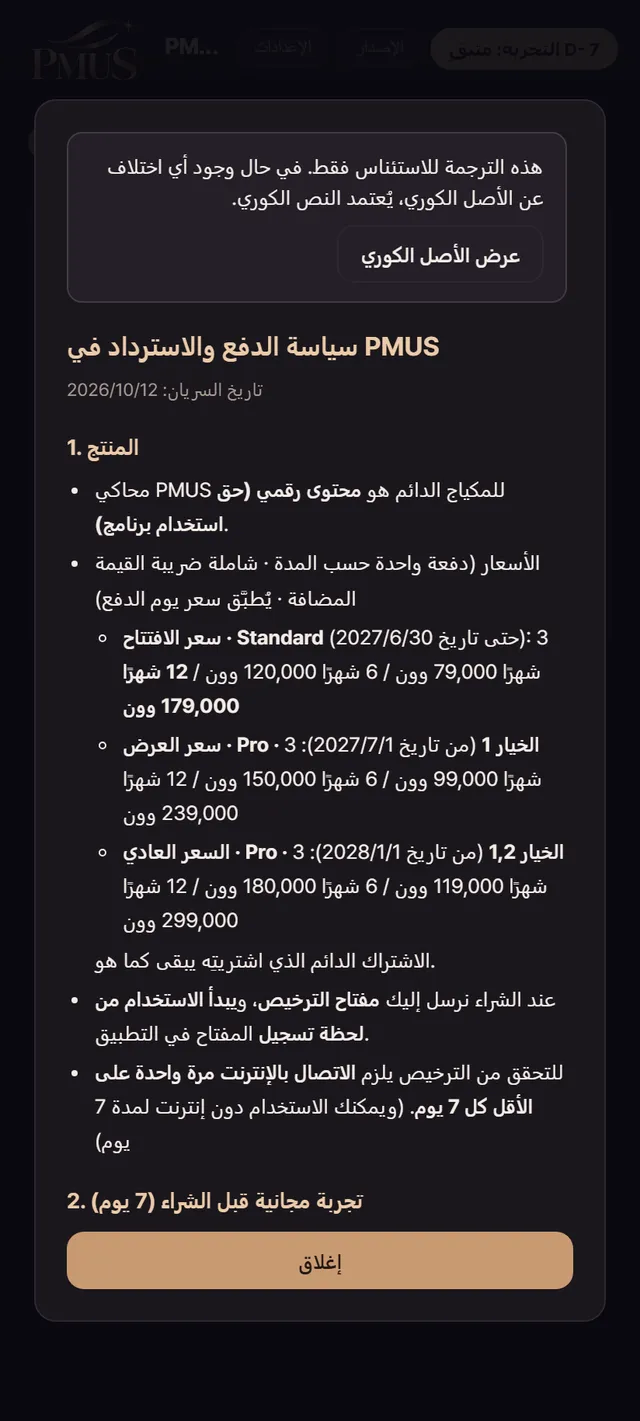 PMUS
PM...
الإعدادات
الإصدار
التجربة: متبق D-7
هذه الترجمة للاستئناس فقط. في حال وجود أي اختلاف
عن الأصل الكوري، يُعتمد النص الكوري.
عرض الأصل الكوري
سياسة الدفع والاسترداد في PMUS
تاريخ السريان: 2026/10/12
1. المنتج
محاكي PMUS للمكياج الدائم هو محتوى رقمي (حق
استخدام برنامج).
الأسعار (دفعة واحدة حسب المدة · شاملة ضريبة القيمة
المضافة · يُطبَّق سعر يوم الدفع)
سعر الافتتاح · Standard (حتى تاريخ 2027/6/30): 3
شهرًا 79,000 وون / 6 شهرًا 120,000 وون / 12 شهرًا
179,000 وون
سعر العرض · Pro · الخيار 1 (من تاريخ 2027/7/1): 3
شهرًا 99,000 وون / 6 شهرًا 150,000 وون / 12 شهرًا
239,000 وون
السعر العادي · Pro · الخيار 1,2 (من تاريخ 2028/1/1): 3
شهرًا 119,000 وون / 6 شهرًا 180,000 وون / 12 شهرًا
299,000 وون
الاشتراك الدائم الذي اشتريتِه يبقى كما هو.
عند الشراء نرسل إليك مفتاح الترخيص، ويبدأ الاستخدام من
لحظة تسجيل المفتاح في التطبيق.
للتحقق من الترخيص يلزم الاتصال بالإنترنت مرة واحدة على
الأقل كل 7 يوم. (ويمكنك الاستخدام دون إنترنت لمدة 7
يوم)
2. تجربة مجانية قبل الشراء (7 يوم)
إغلاق